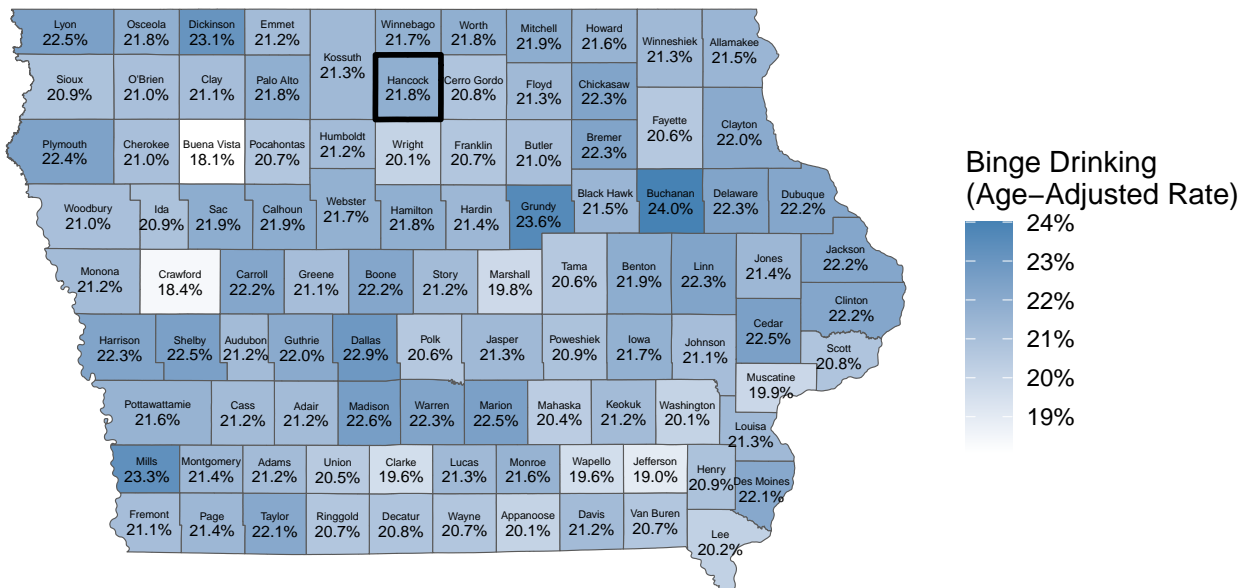 Lyon
22.5%
Osceola
21.8%
Dickinson
23.1%
Emmet
21.2%
Kossuth
21.3%
Winnebago
21.7%
Worth
21.8%
Mitchell
21.9%
Howard
21.6%
Winneshiek
21.3%
Allamakee
21.5%
Sioux
20.9%
O'Brien
21.0%
Clay
21.1%
Palo Alto
21.8%
Hancock
21.8%
Cerro Gordo
20.8%
Floyd
21.3%
Chickasaw
22.3%
Fayette
20.6%
Clayton
22.0%
Plymouth
22.4%
Cherokee
21.0%
Buena Vista
18.1%
Pocahontas
20.7%
Humboldt
21.2%
Wright
20.1%
Franklin
20.7%
Butler
21.0%
Bremer
22.3%
Woodbury
21.0%
Ida
20.9%
Sac
21.9%
Calhoun
21.9%
Webster
21.7%
Hamilton
21.8%
Hardin
21.4%
Grundy
23.6%
Black Hawk
21.5%
Buchanan
24.0%
Delaware
22.3%
Dubuque
22.2%
Monona
21.2%
Crawford
18.4%
Carroll
22.2%
Greene
21.1%
Boone
22.2%
Story
21.2%
Marshall
19.8%
Tama
20.6%
Benton
21.9%
Linn
22.3%
Jones
21.4%
Jackson
22.2%
Clinton
22.2%
Harrison
22.3%
Shelby
22.5%
Audubon
21.2%
Guthrie
22.0%
Dallas
22.9%
Polk
20.6%
Jasper
21.3%
Poweshiek
20.9%
Iowa
21.7%
Johnson
21.1%
Cedar
22.5%
Scott
20.8%
Muscatine
19.9%
Pottawattamie
21.6%
Cass
21.2%
Adair
21.2%
Madison
22.6%
Warren
22.3%
Marion
22.5%
Mahaska
20.4%
Keokuk
21.2%
Washington
20.1%
Louisa
21.3%
Mills
23.3%
Montgomery
21.4%
Adams
21.2%
Union
20.5%
Clarke
19.6%
Lucas
21.3%
Monroe
21.6%
Wapello
19.6%
Jefferson
19.0%
Henry
20.9%
Des Moines
22.1%
Fremont
21.1%
Page
21.4%
Taylor
22.1%
Ringgold
20.7%
Decatur
20.8%
Wayne
20.7%
Appanoose
20.1%
Davis
21.2%
Van Buren
20.7%
Lee
20.2%
Binge Drinking
(Age−Adjusted Rate)
24%
23%
22%
21%
20%
19%